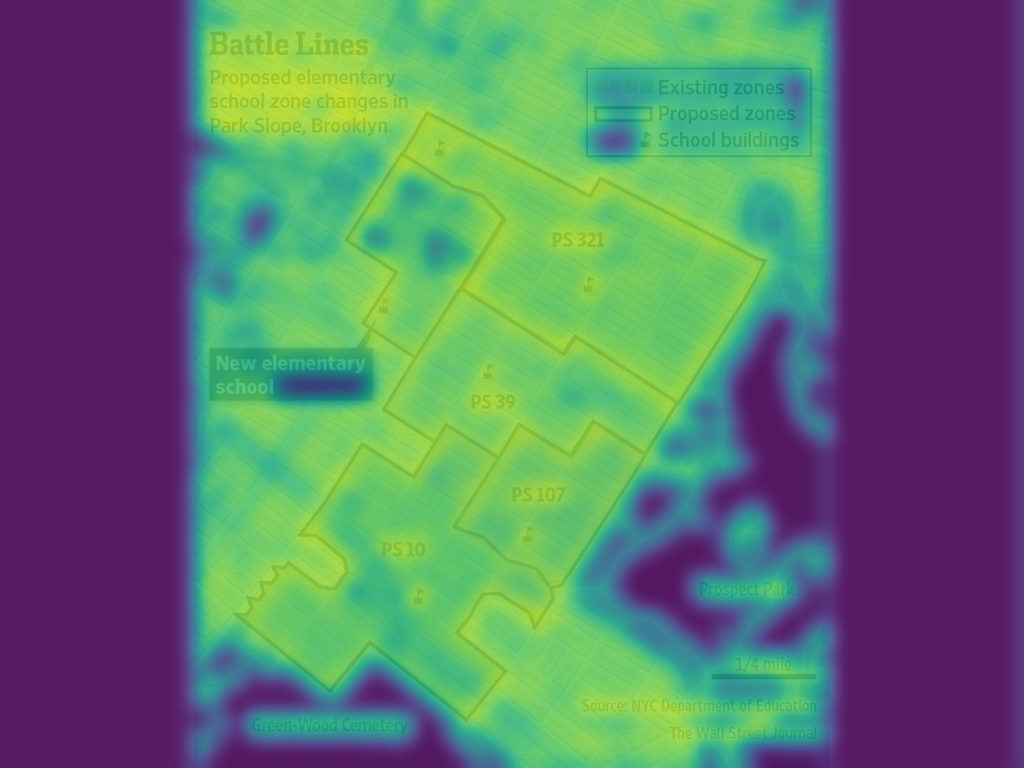 Battle Lines
Proposed elementary
school zone changes in
Park Slope, Brooklyn
Existing zones
Proposed zones
School buildings
PS 321
New elementary
school
PS 39
PS 107
PS 10
Prospect Park
1/4 mile
Source: NYC Department of Education
The Wall Street Journal
Green-Wood Cemetery